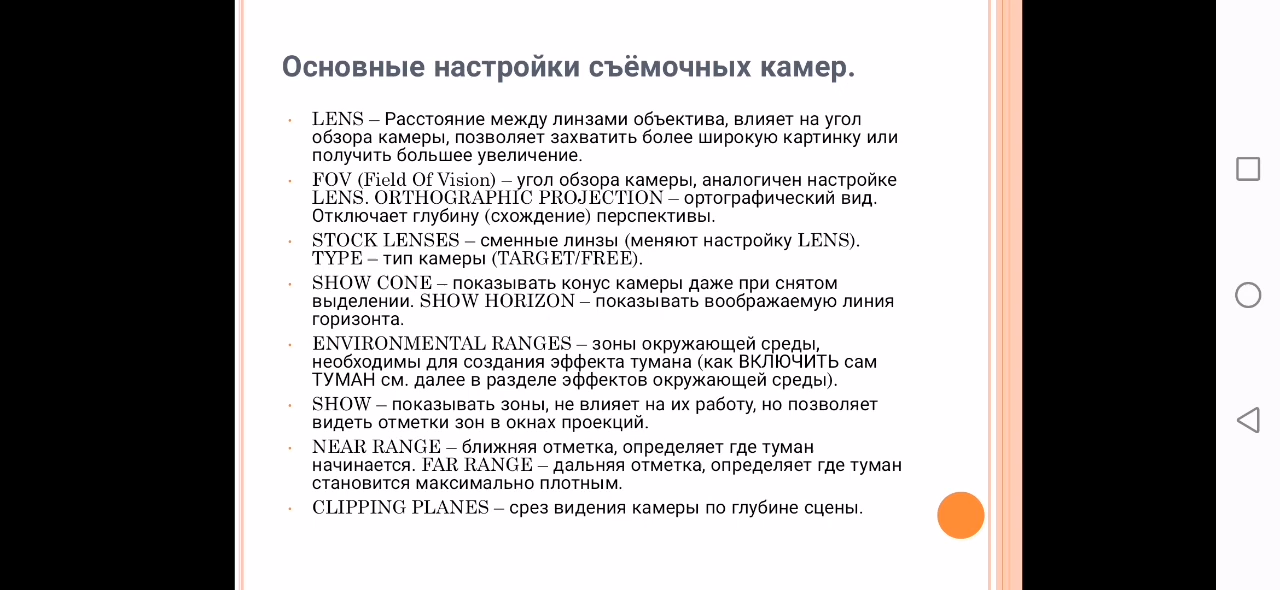 Основные настройки съёмочных камер.
LENS – Расстояние между линзами объектива, влияет на угол
обзора камеры, позволяет захватить более широкую картинку или
получить большее увеличение.
FOV (Field Of Vision) – угол обзора камеры, аналогичен настройке
LENS. ORTHOGRAPHIC PROJECTION – ортографический вид.
Отключает глубину (схождение) перспективы.
STOCK LENSES – сменные линзы (меняют настройку LENS).
TYPE – тип камеры (TARGET/FREE).
SHOW CONE – показывать конус камеры даже при снятом
выделении. SHOW HORIZON – показывать воображаемую линия
горизонта.
ENVIRONMENTAL RANGES – зоны окружающей среды,
необходимы для создания эффекта тумана (как ВКЛЮЧИТЬ сам
ТУМАН см. далее в разделе эффектов окружающей среды).
SHOW – показывать зоны, не влияет на их работу, но позволяет
видеть отметки зон в окнах проекций.
NEAR RANGE – ближняя отметка, определяет где туман
начинается. FAR RANGE – дальняя отметка, определяет где туман
становится максимально плотным.
CLIPPING PLANES – срез видения камеры по глубине сцены.